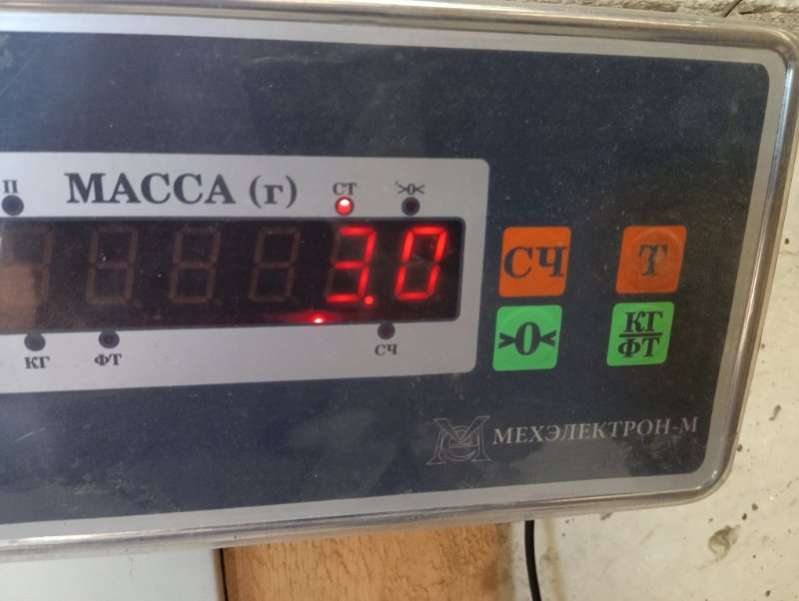 П МАССА (г) СТ >0<
3.0
КГ ФТ СЧ
СЧ Т
>0< КГ/ФТ
МЕХЭЛЕКТРОН-М